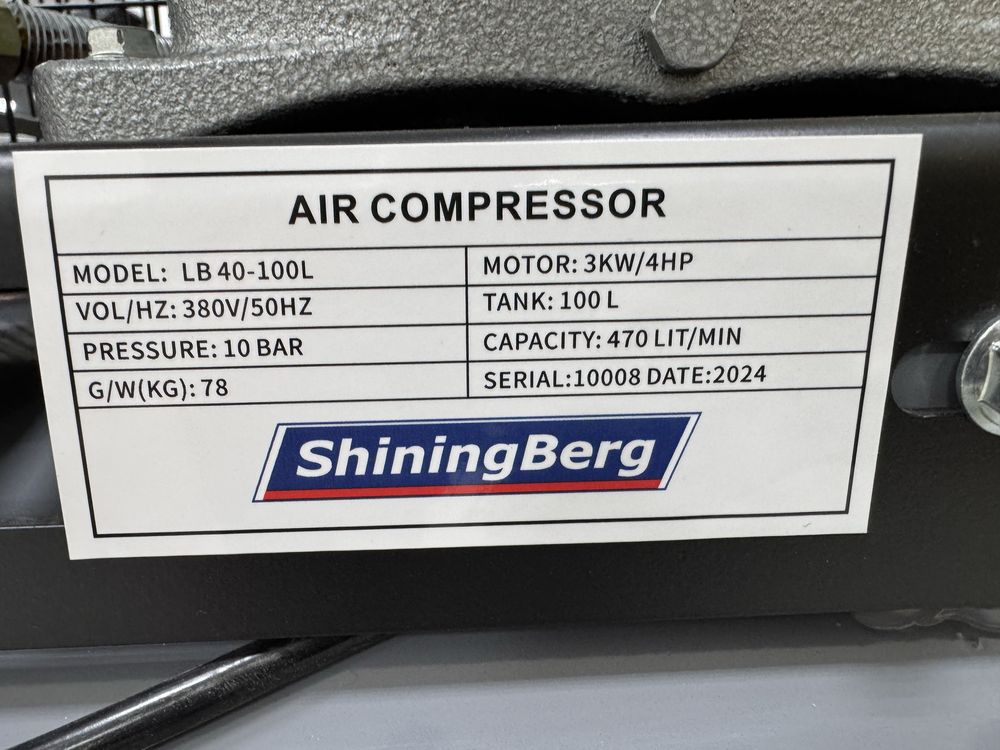 AIR COMPRESSOR
MODEL: LB 40-100L
MOTOR: 3KW/4HP
VOL/HZ: 380V/50HZ
TANK: 100 L
PRESSURE: 10 BAR
CAPACITY: 470 LIT/MIN
G/W(KG): 78
SERIAL:10008 DATE:2024
ShiningBerg